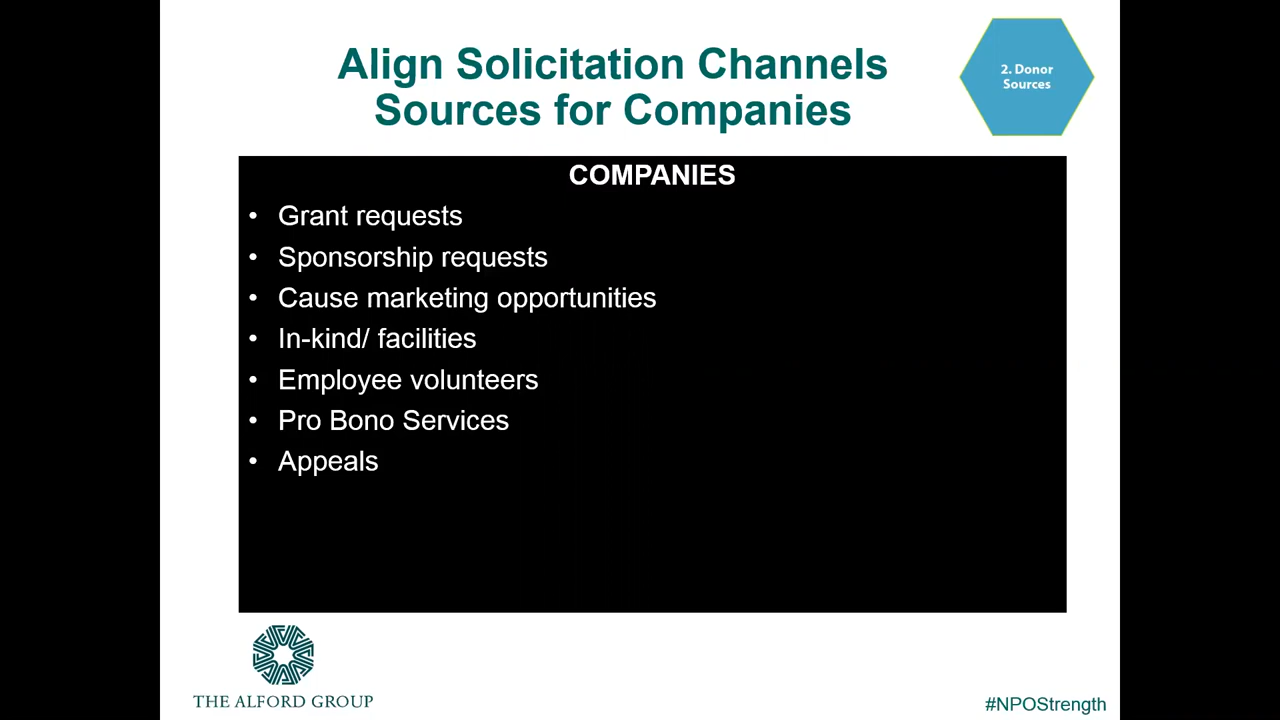 Align Solicitation Channels
Sources for Companies
2. Donor
Sources
COMPANIES
• Grant requests
• Sponsorship requests
• Cause marketing opportunities
• In-kind/ facilities
• Employee volunteers
• Pro Bono Services
• Appeals
THE ALFORD GROUP
#NPOStrength